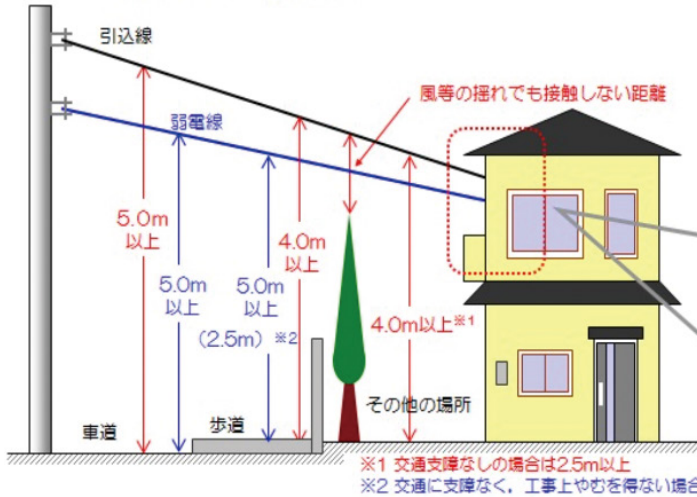 引込線
風等の揺れでも接触しない距離
弱電線
5.0m
以上
5.0m
以上
5.0m
以上
(2.5m) ※2
4.0m
以上
4.0m以上※1
その他の場所
車道
歩道
※1 交通支障なしの場合は2.5m以上
※2 交通に支障なく，工事上やむを得ない場合